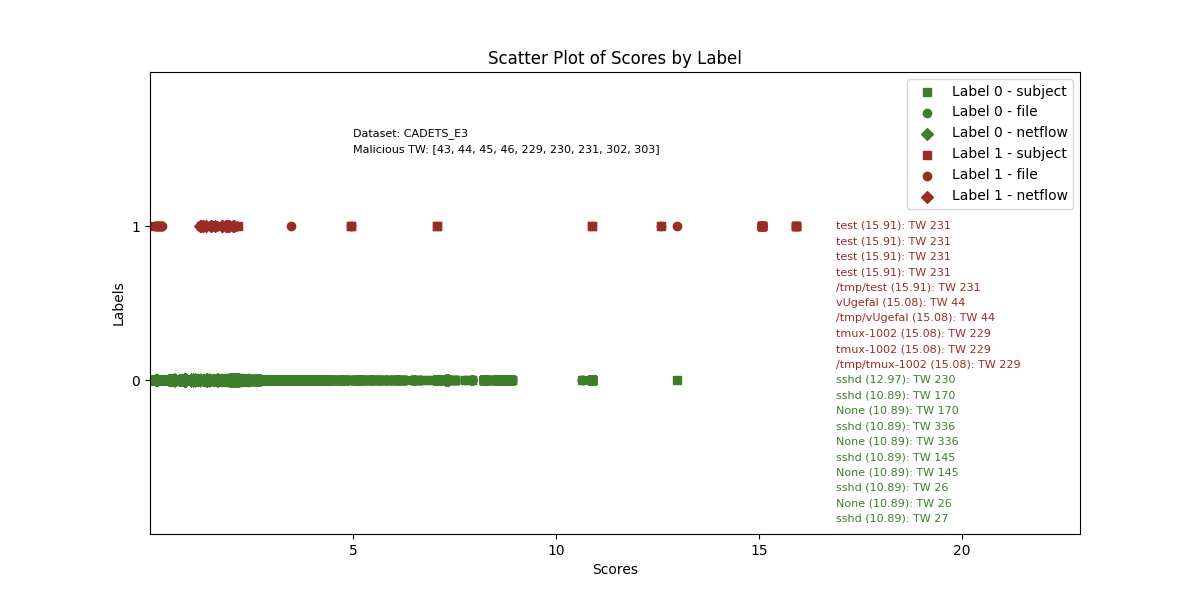 Scatter Plot of Scores by Label
Label 0 - subject
Label 0 - file
Label 0 - netflow
Label 1 - subject
Label 1 - file
Label 1 - netflow
Dataset: CADETS_E3
Malicious TW: [43, 44, 45, 46, 229, 230, 231, 302, 303]
Labels
1
0
test (15.91): TW 231
test (15.91): TW 231
test (15.91): TW 231
test (15.91): TW 231
/tmp/test (15.91): TW 231
vUgefal (15.08): TW 44
/tmp/vUgefal (15.08): TW 44
tmux-1002 (15.08): TW 229
tmux-1002 (15.08): TW 229
/tmp/tmux-1002 (15.08): TW 229
sshd (12.97): TW 230
sshd (10.89): TW 170
None (10.89): TW 170
sshd (10.89): TW 336
None (10.89): TW 336
sshd (10.89): TW 145
None (10.89): TW 145
sshd (10.89): TW 26
None (10.89): TW 26
sshd (10.89): TW 27
5
10
15
20
Scores